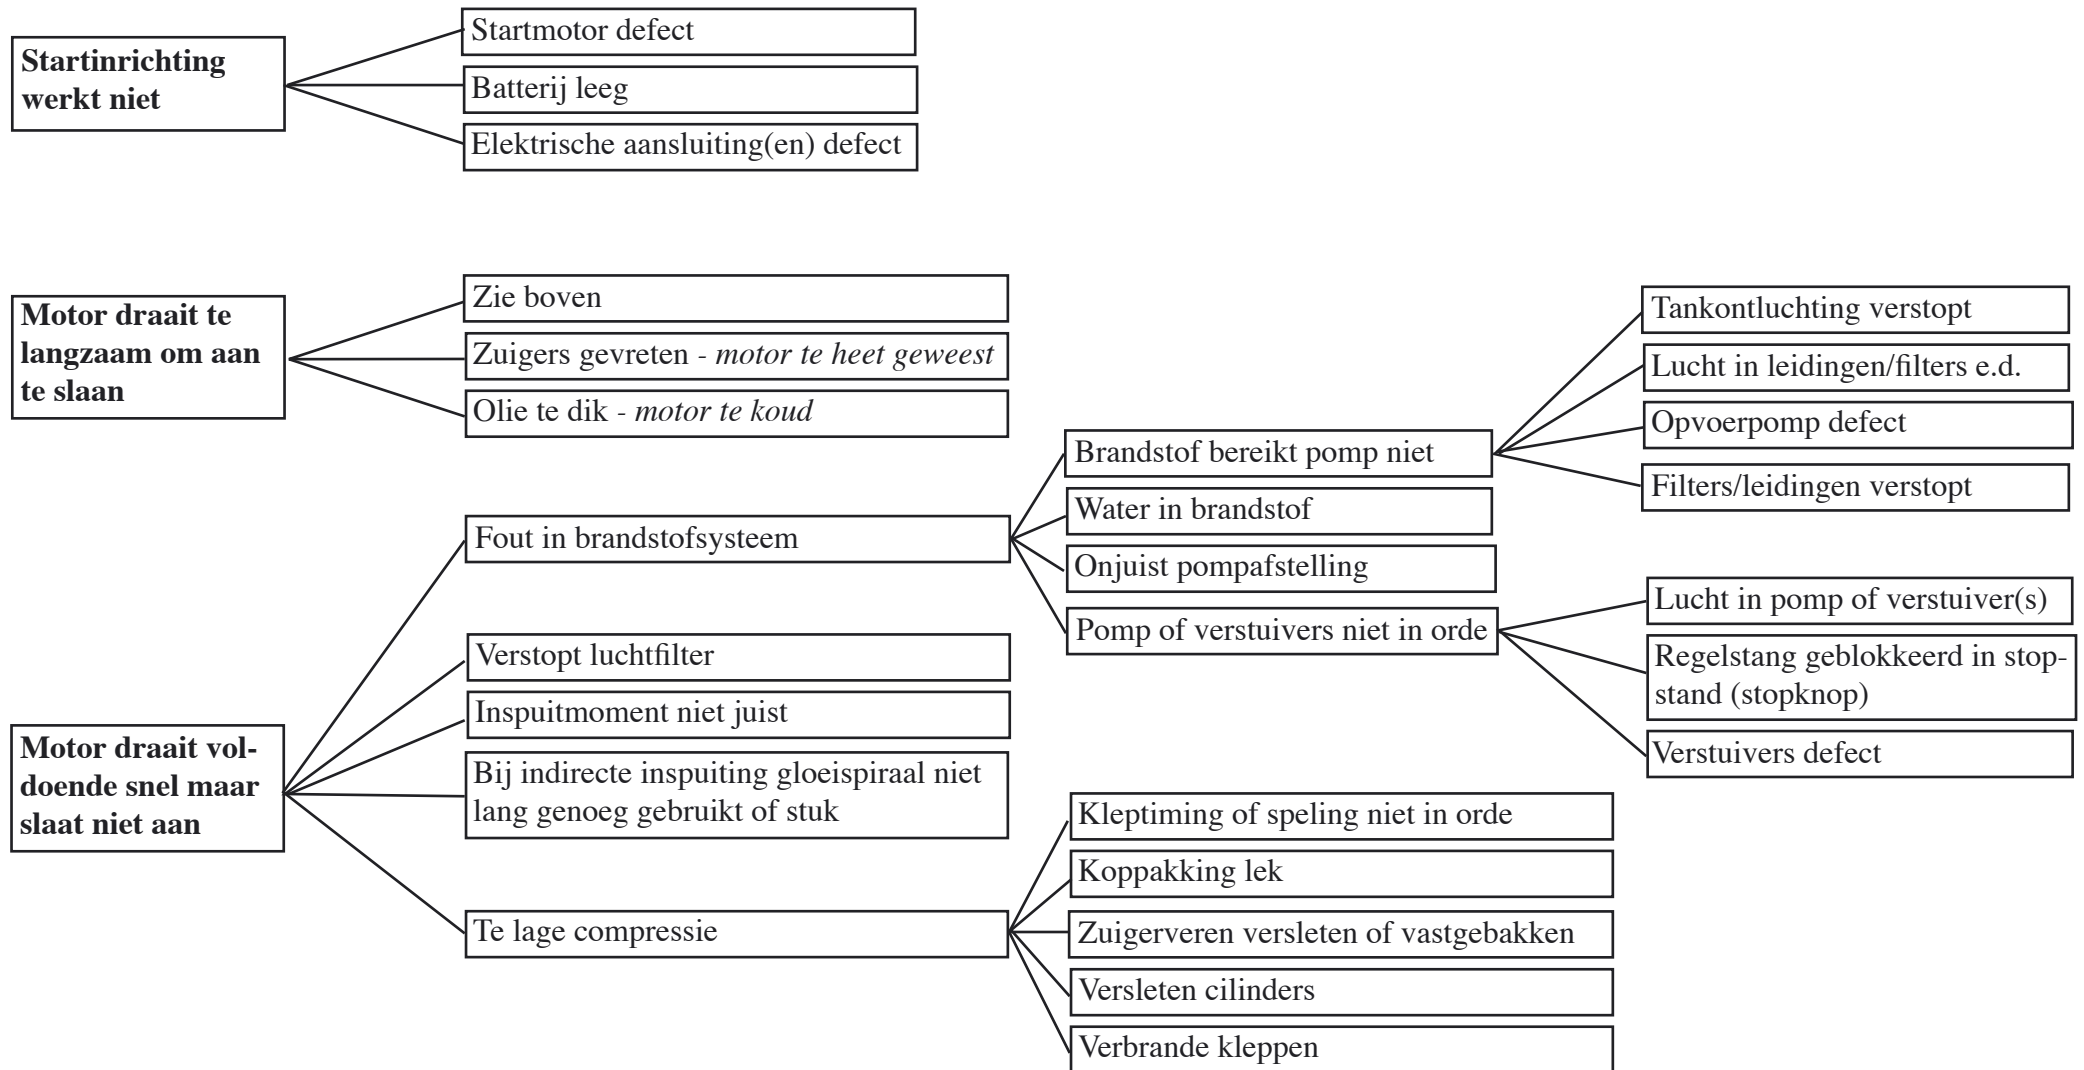 Startinrichting
werkt niet
Startmotor defect
Batterij leeg
Elektrische aansluiting(en) defect
Motor draait te
langzaam om aan
te slaan
Zie boven
Zuigers gevreten - motor te heet geweest
Olie te dik - motor te koud
Motor draait vol-
doende snel maar
slaat niet aan
Fout in brandstofsysteem
Brandstof bereikt pomp niet
Tankontluchting verstopt
Lucht in leidingen/filters e.d.
Opvoerpomp defect
Filters/leidingen verstopt
Water in brandstof
Onjuist pompafstelling
Pomp of verstuivers niet in orde
Lucht in pomp of verstuiver(s)
Regelstang geblokkeerd in stop-
stand (stopknop)
Verstuivers defect
Verstopt luchtfilter
Inspuitmoment niet juist
Bij indirecte inspuiting gloeispiraal niet
lang genoeg gebruikt of stuk
Te lage compressie
Kleptiming of speling niet in orde
Koppakking lek
Zuigerveren versleten of vastgebakken
Versleten cilinders
Verbrande kleppen